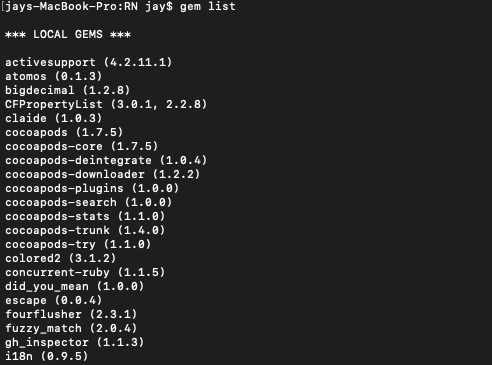 [jays-MacBook-Pro:RN jay$ gem list
*** LOCAL GEMS ***
activesupport (4.2.11.1)
atomos (0.1.3)
bigdecimal (1.2.8)
CFPropertyList (3.0.1, 2.2.8)
claide (1.0.3)
cocoapods (1.7.5)
cocoapods-core (1.7.5)
cocoapods-deintegrate (1.0.4)
cocoapods-downloader (1.2.2)
cocoapods-plugins (1.0.0)
cocoapods-search (1.0.0)
cocoapods-stats (1.1.0)
cocoapods-trunk (1.4.0)
cocoapods-try (1.1.0)
colored2 (3.1.2)
concurrent-ruby (1.1.5)
did_you_mean (1.0.0)
escape (0.0.4)
fourflusher (2.3.1)
fuzzy_match (2.0.4)
gh_inspector (1.1.3)
i18n (0.9.5)